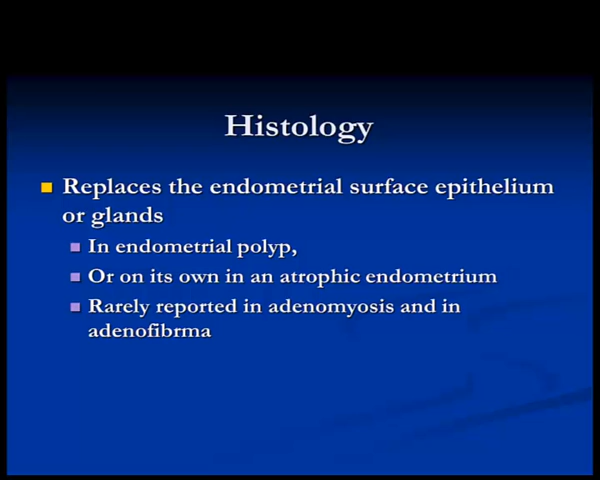 Histology
Replaces the endometrial surface epithelium
or glands
In endometrial polyp,
Or on its own in an atrophic endometrium
Rarely reported in adenomyosis and in
adenofibrma